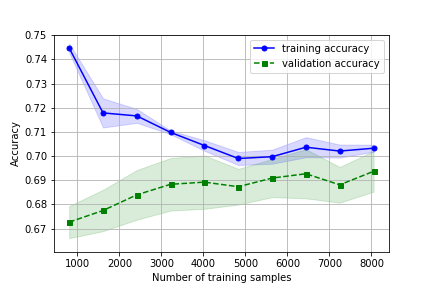 0.75
0.74
0.73
0.72
0.71
0.70
0.69
0.68
0.67
Accuracy
training accuracy
validation accuracy
1000 2000 3000 4000 5000 6000 7000 8000
Number of training samples